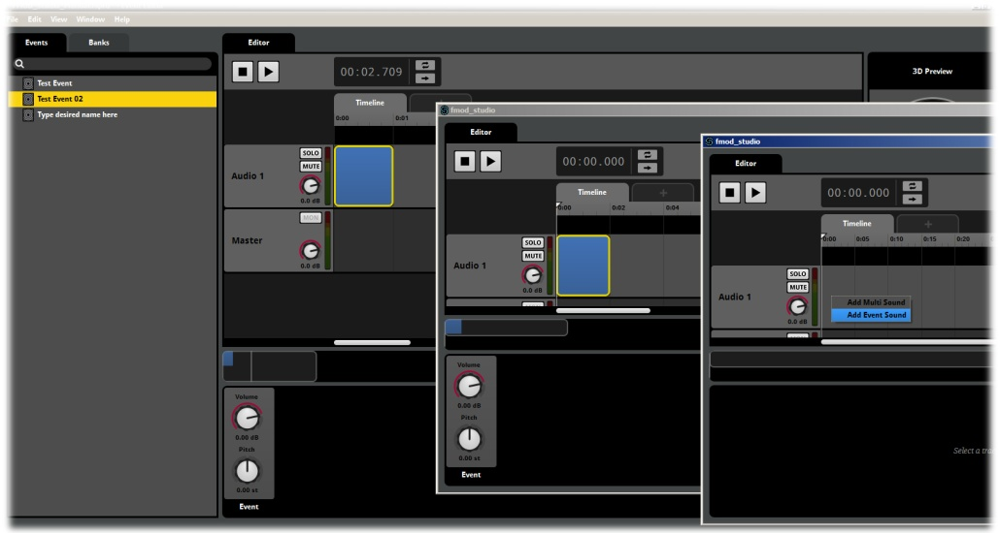 File Edit View Window Help
Events Banks
Editor
Test Event
Test Event 02
Type desired name here
00:02.709
Timeline +
0:00 0:01
Audio 1
SOLO
MUTE
0.0 dB
Master
MON
0.0 dB
Volume
0.00 dB
Pitch
0.00 st
Event
3D Preview
fmod_studio
Editor
00:00.000
Timeline +
0:00 0:02 0:04
Audio 1
SOLO
MUTE
0.0 dB
Volume
0.00 dB
Pitch
0.00 st
Event
fmod_studio
Editor
00:00.000
Timeline +
0:00 0:05 0:10 0:15 0:20
Audio 1
SOLO
MUTE
0.0 dB
Add Multi Sound
Add Event Sound
Select a